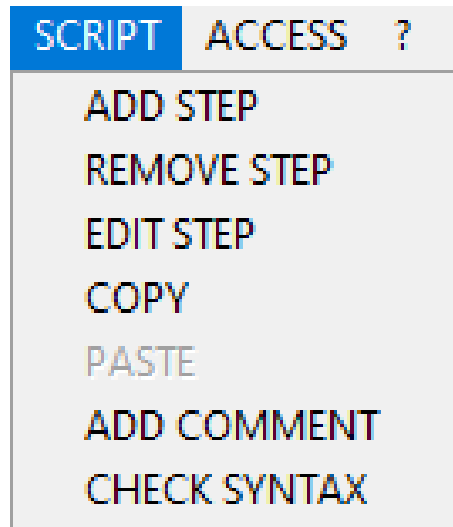 SCRIPT ACCESS ?
ADD STEP
REMOVE STEP
EDIT STEP
COPY
PASTE
ADD COMMENT
CHECK SYNTAX